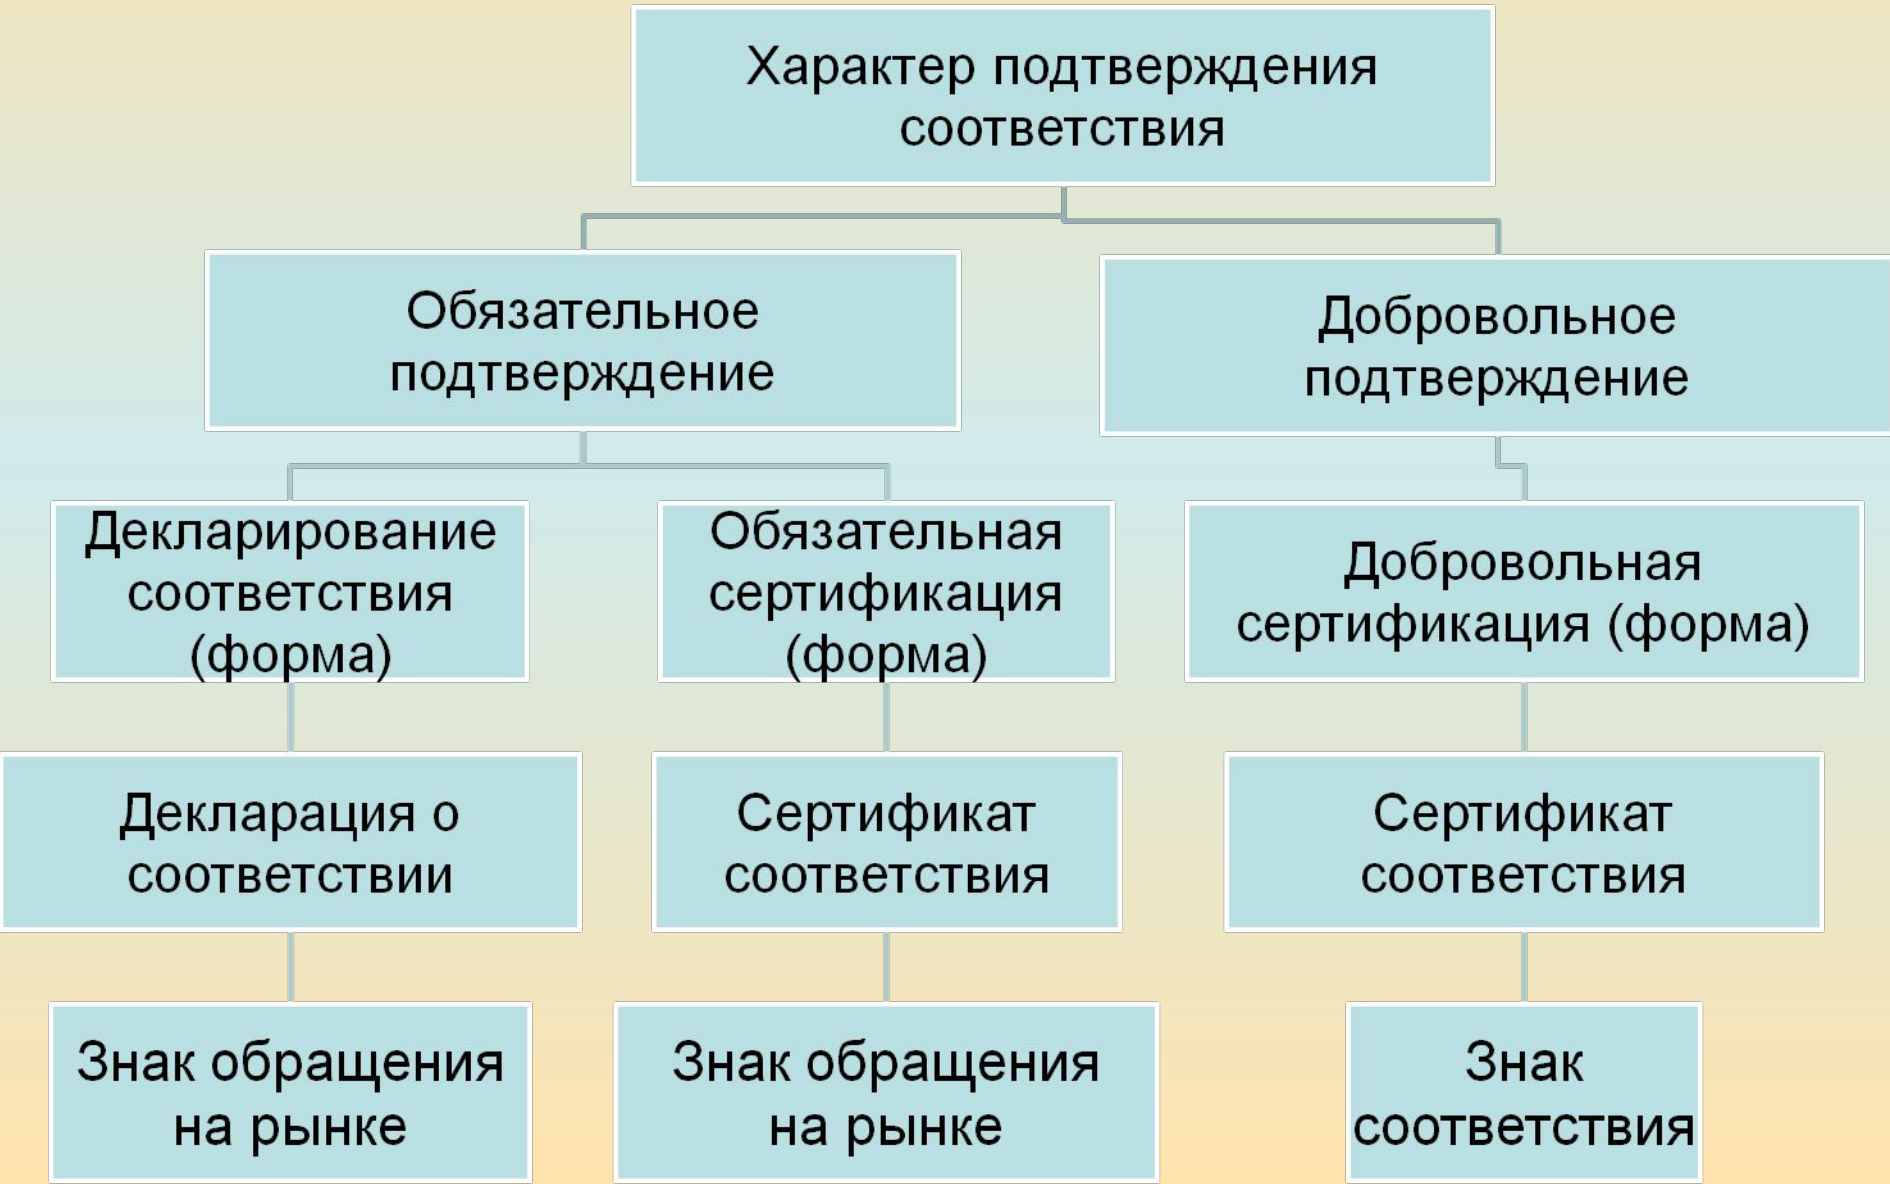 Характер подтверждения
соответствия
Обязательное
подтверждение
Добровольное
подтверждение
Декларирование
соответствия
(форма)
Обязательная
сертификация
(форма)
Добровольная
сертификация (форма)
Декларация о
соответствии
Сертификат
соответствия
Сертификат
соответствия
Знак обращения
на рынке
Знак обращения
на рынке
Знак
соответствия